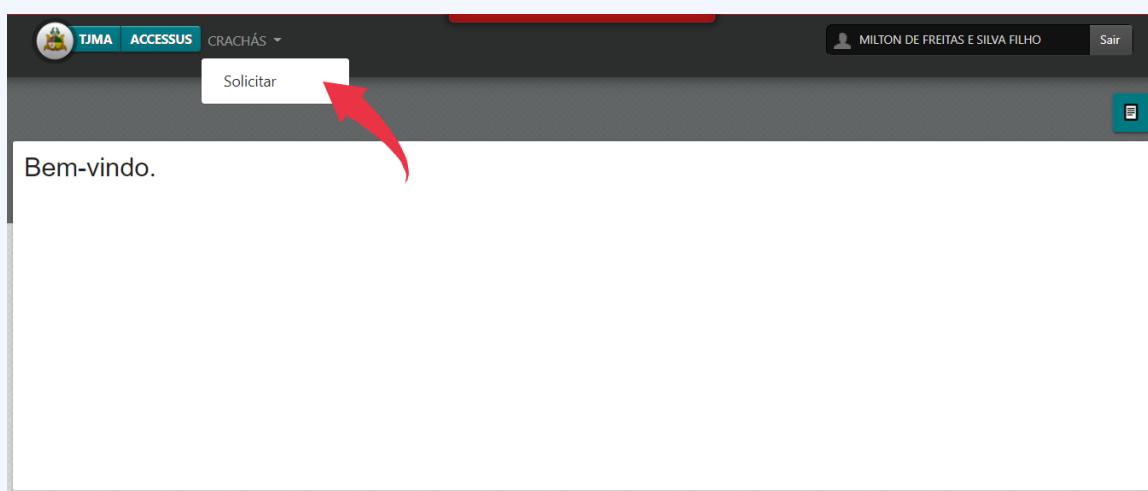 TJMA ACCESSUS CRACHÁS MILTON DE FREITAS E SILVA FILHO Sair
Solicitar
Bem-vindo.